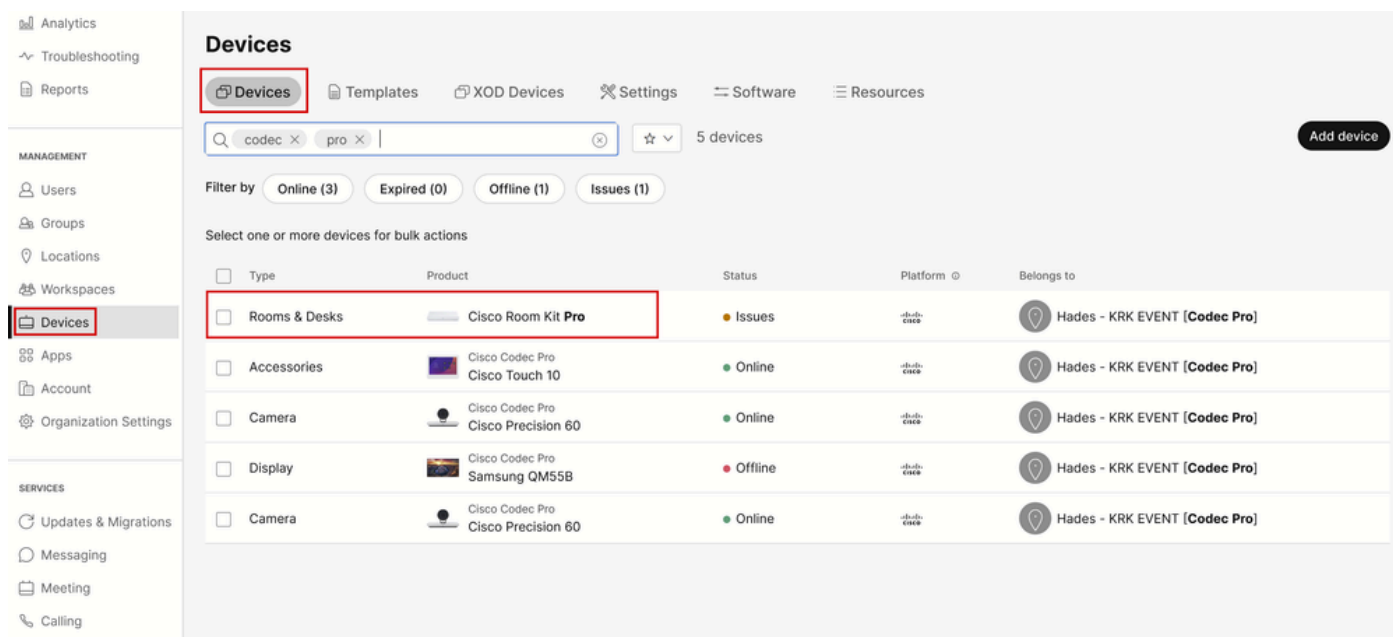 Analytics
Troubleshooting
Reports
MANAGEMENT
Users
Groups
Locations
Workspaces
Devices
Apps
Account
Organization Settings
SERVICES
Updates & Migrations
Messaging
Meeting
Calling
Devices
Devices Templates XOD Devices Settings Software Resources
codec × pro × 5 devices Add device
Filter by Online (3) Expired (0) Offline (1) Issues (1)
Select one or more devices for bulk actions
Type Product Status Platform Belongs to
Rooms & Desks Cisco Room Kit Pro Issues cisco Hades - KRK EVENT [Codec Pro]
Cisco Codec Pro
Accessories Cisco Touch 10 Online cisco Hades - KRK EVENT [Codec Pro]
Cisco Codec Pro
Camera Cisco Precision 60 Online cisco Hades - KRK EVENT [Codec Pro]
Cisco Codec Pro
Display Samsung QM55B Offline cisco Hades - KRK EVENT [Codec Pro]
Cisco Codec Pro
Camera Cisco Precision 60 Online cisco Hades - KRK EVENT [Codec Pro]